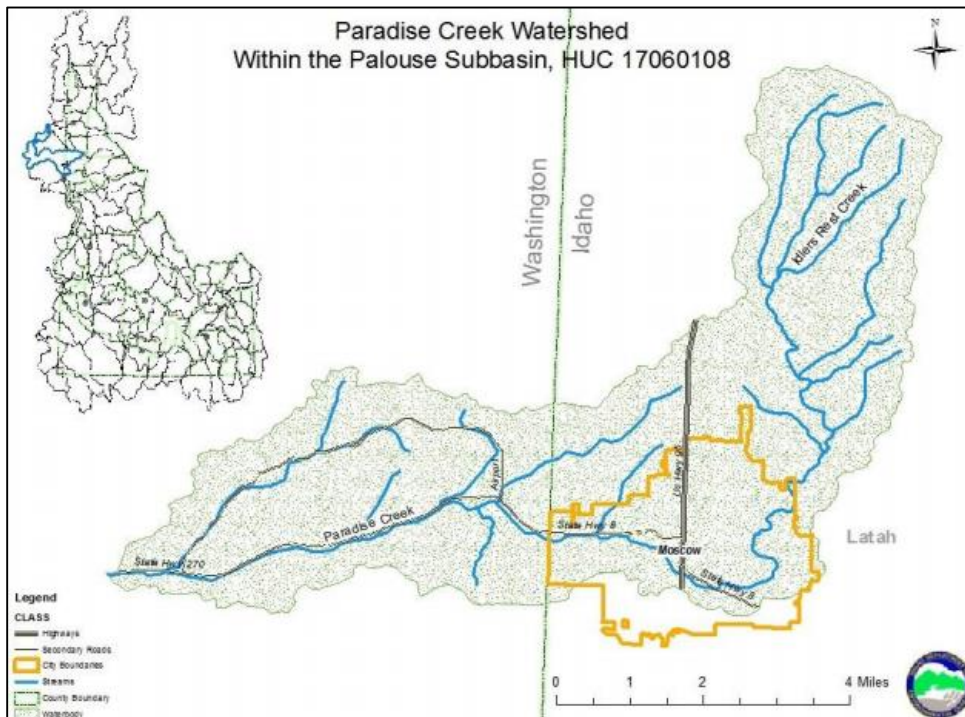 Paradise Creek Watershed
Within the Palouse Subbasin, HUC 17060108
N
Washington
Idaho
Idlers Rest Creek
US Hwy
Airport
Paradise Creek
State Hwy 8
Moscow
State Hwy 8
State Hwy 270
Latah
Legend
CLASS
Highways
Secondary Roads
City Boundaries
Streams
County Boundary
Waterbody
0 1 2 4 Miles